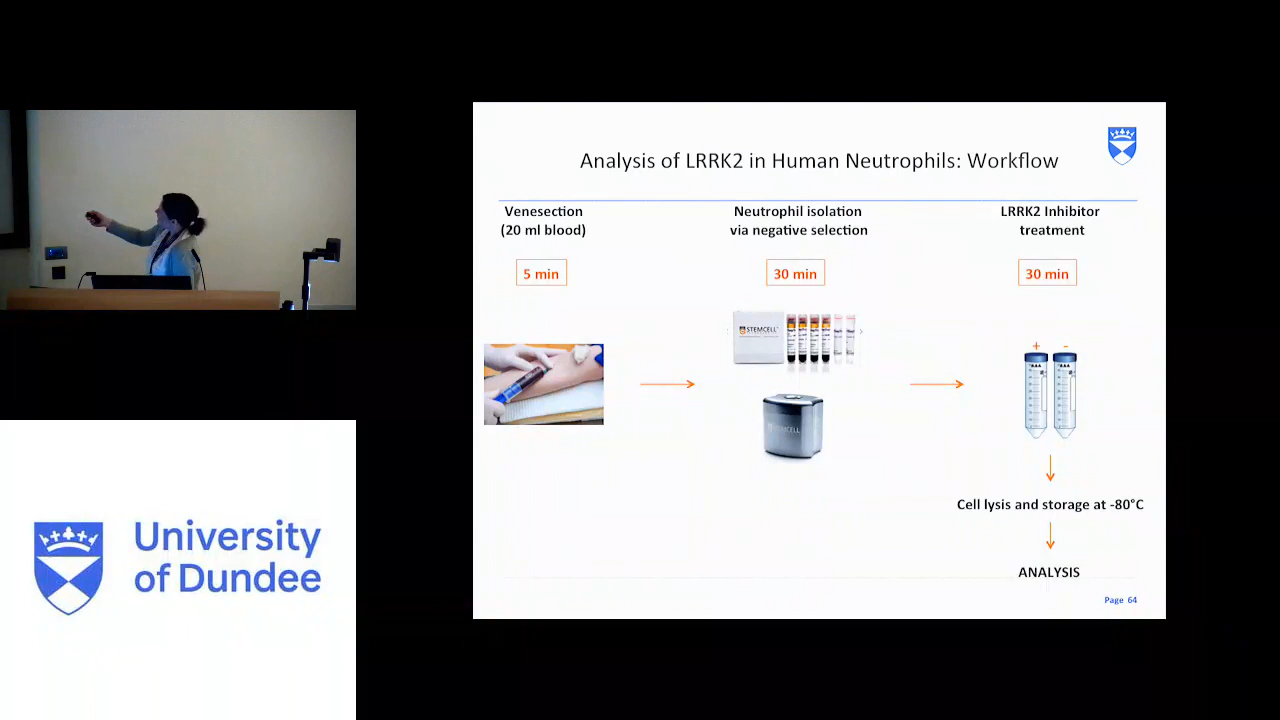 Analysis of LRRK2 in Human Neutrophils: Workflow
Venesection
(20 ml blood)
Neutrophil isolation
via negative selection
LRRK2 Inhibitor
treatment
5 min
30 min
30 min
STEMCELL
STEMCELL
+ -
Cell lysis and storage at -80°C
ANALYSIS
Page 64
University
of Dundee